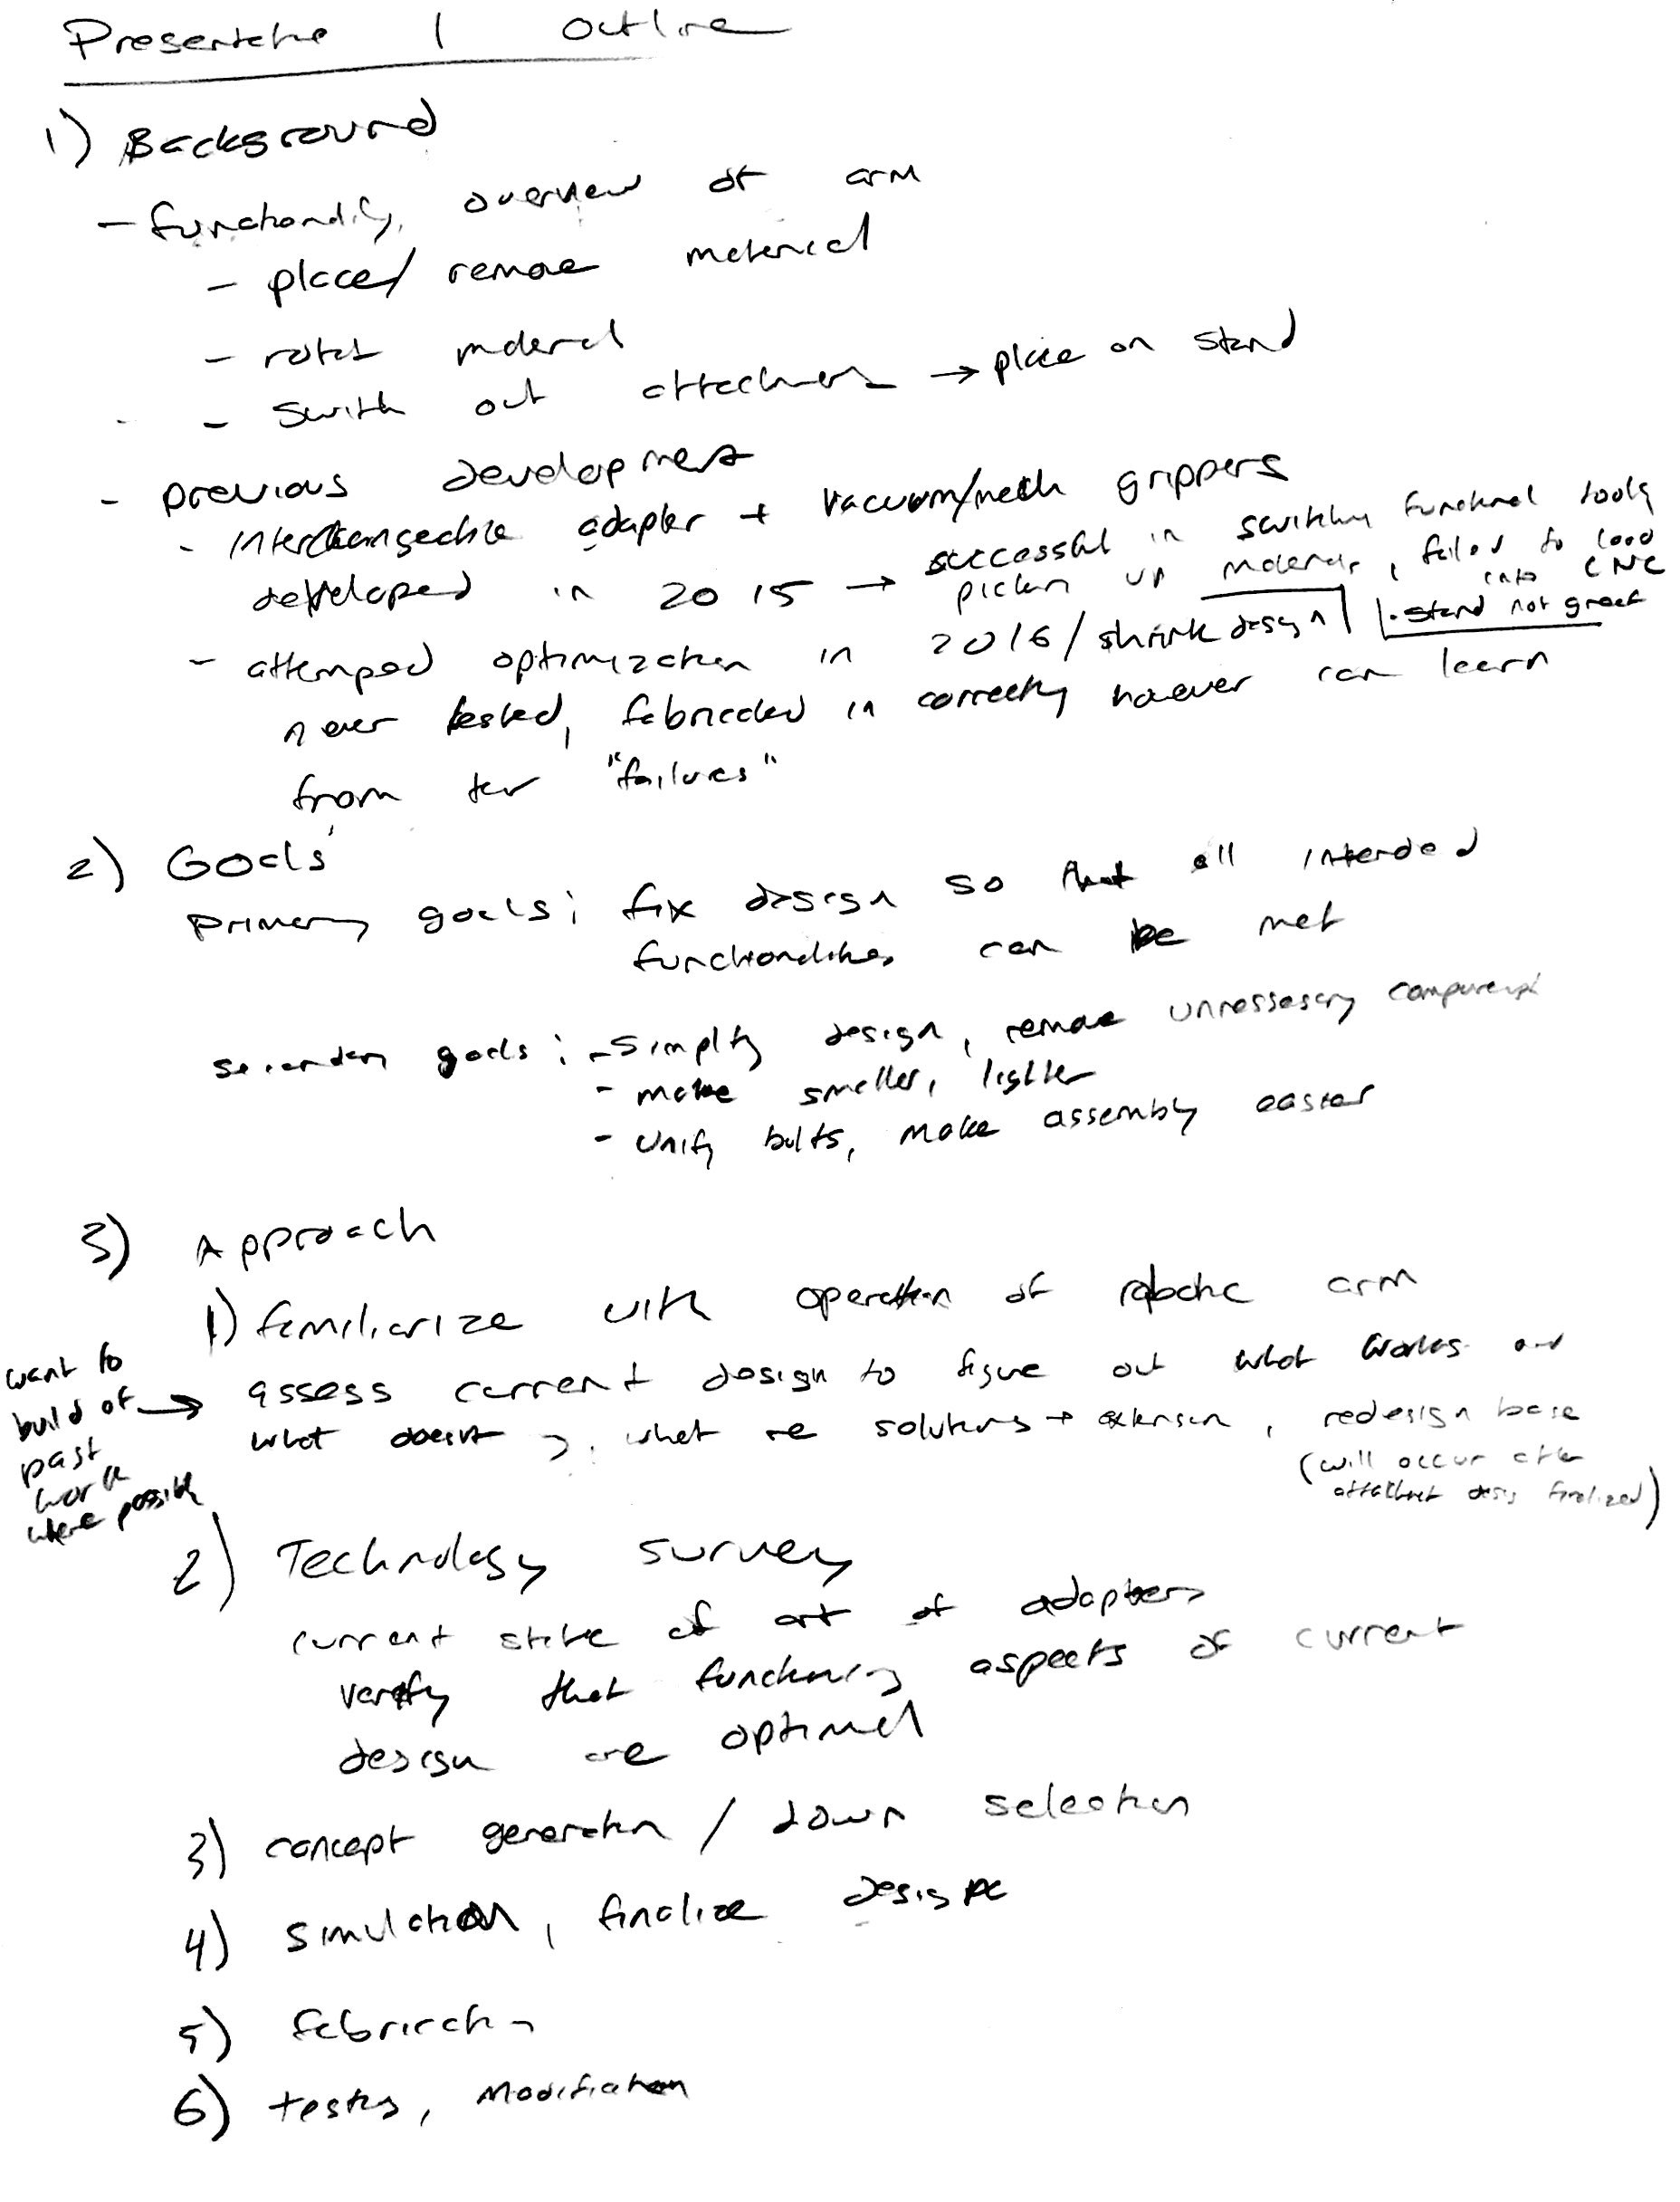 Presentation 1 Outline
1) Background
- functionality overview of arm
- place/ remove material
- rotate material
- switch out attachments → place on stand
- previous development
- interchangeable adapter + vacuum/mech grippers
developed in 2015 → successful in switching functional tools
picking up material, failed to load
into CNC
- stand not great
- attemped optimization in 2016/shrink design
never tested, fabricated in correctly however can learn
from their "failures"
2) Goals
primary goals: fix design so that all intended
functionalities can be met
secondary goals: - simplify design, remove unnessesary components
- make smaller, lighter
- unify bolts, make assembly easier
3) Approach
1) familiarize with operation of robotic arm
want to
build of →
past
work
where possible
assess current design to figure out what works and
what doesnt what are solutions → extension, redesign base
(will occur after
attachment design finalized)
2) Technology survey
current state of art of adapters
verify that functioning aspects of current
design are optimal
3) concept generation / down selection
4) simulation, finalize design
5) fabrication
6) testing, modification